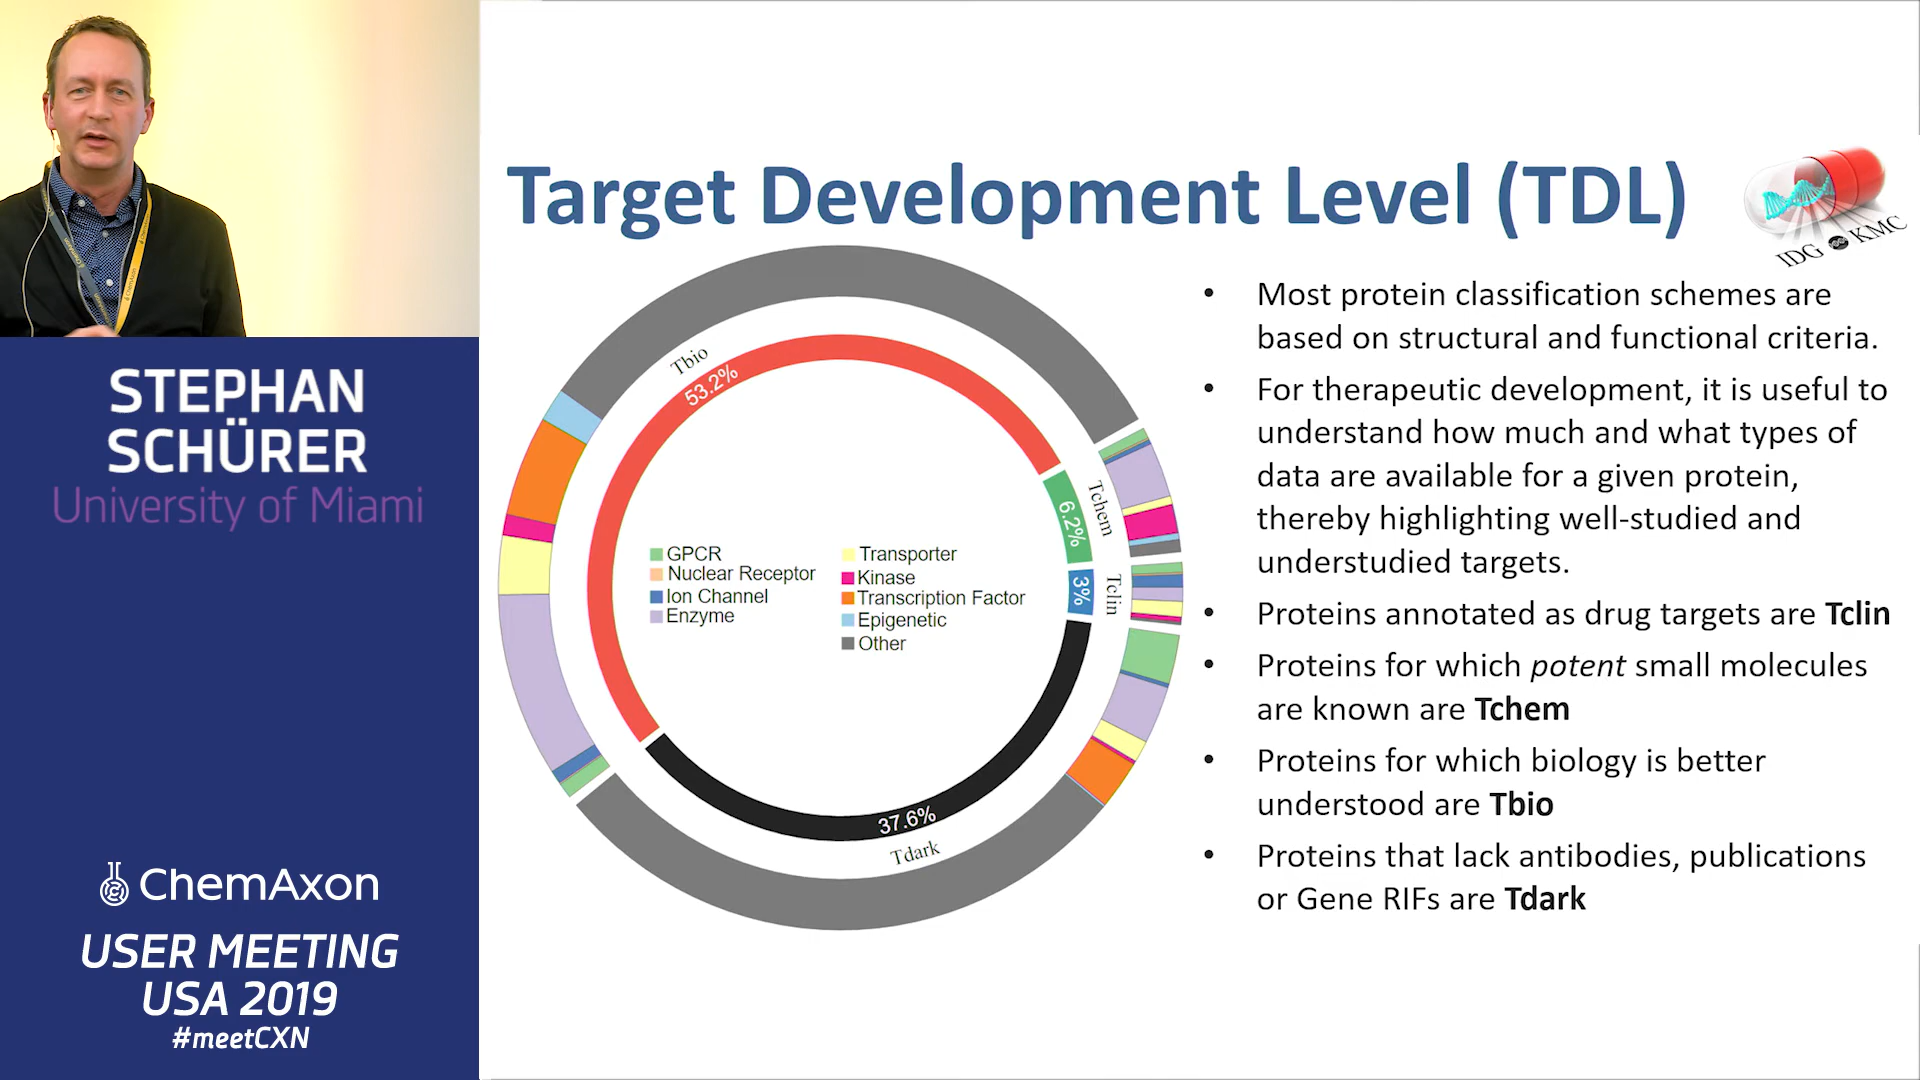 STEPHAN
SCHÜRER
University of Miami
ChemAxon
USER MEETING
USA 2019
#meetCXN
Target Development Level (TDL)
IDG KMC
Tbio
53.2%
Tchem
6.2%
Tclin
3%
37.6%
Tdark
GPCR
Nuclear Receptor
Ion Channel
Enzyme
Transporter
Kinase
Transcription Factor
Epigenetic
Other
• Most protein classification schemes are
based on structural and functional criteria.
• For therapeutic development, it is useful to
understand how much and what types of
data are available for a given protein,
thereby highlighting well-studied and
understudied targets.
• Proteins annotated as drug targets are Tclin
• Proteins for which potent small molecules
are known are Tchem
• Proteins for which biology is better
understood are Tbio
• Proteins that lack antibodies, publications
or Gene RIFs are Tdark